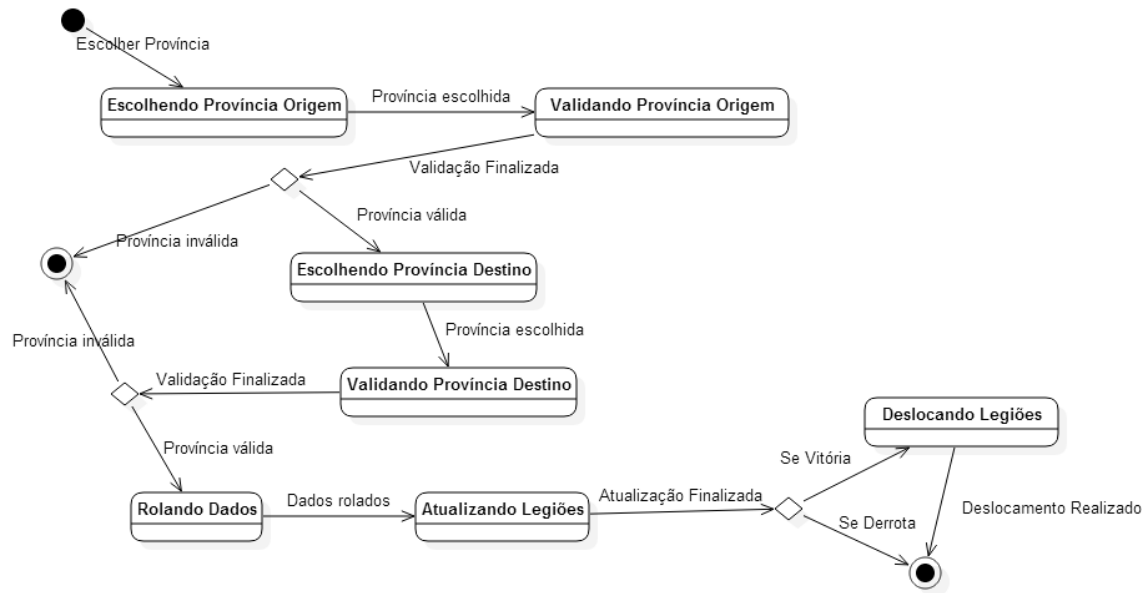 Escolher Província
Escolhendo Província Origem
Província escolhida
Validando Província Origem
Validação Finalizada
Província válida
Província inválida
Escolhendo Província Destino
Província escolhida
Província inválida
Validação Finalizada
Validando Província Destino
Deslocando Legiões
Província válida
Se Vitória
Rolando Dados
Dados rolados
Atualizando Legiões
Atualização Finalizada
Se Derrota
Deslocamento Realizado